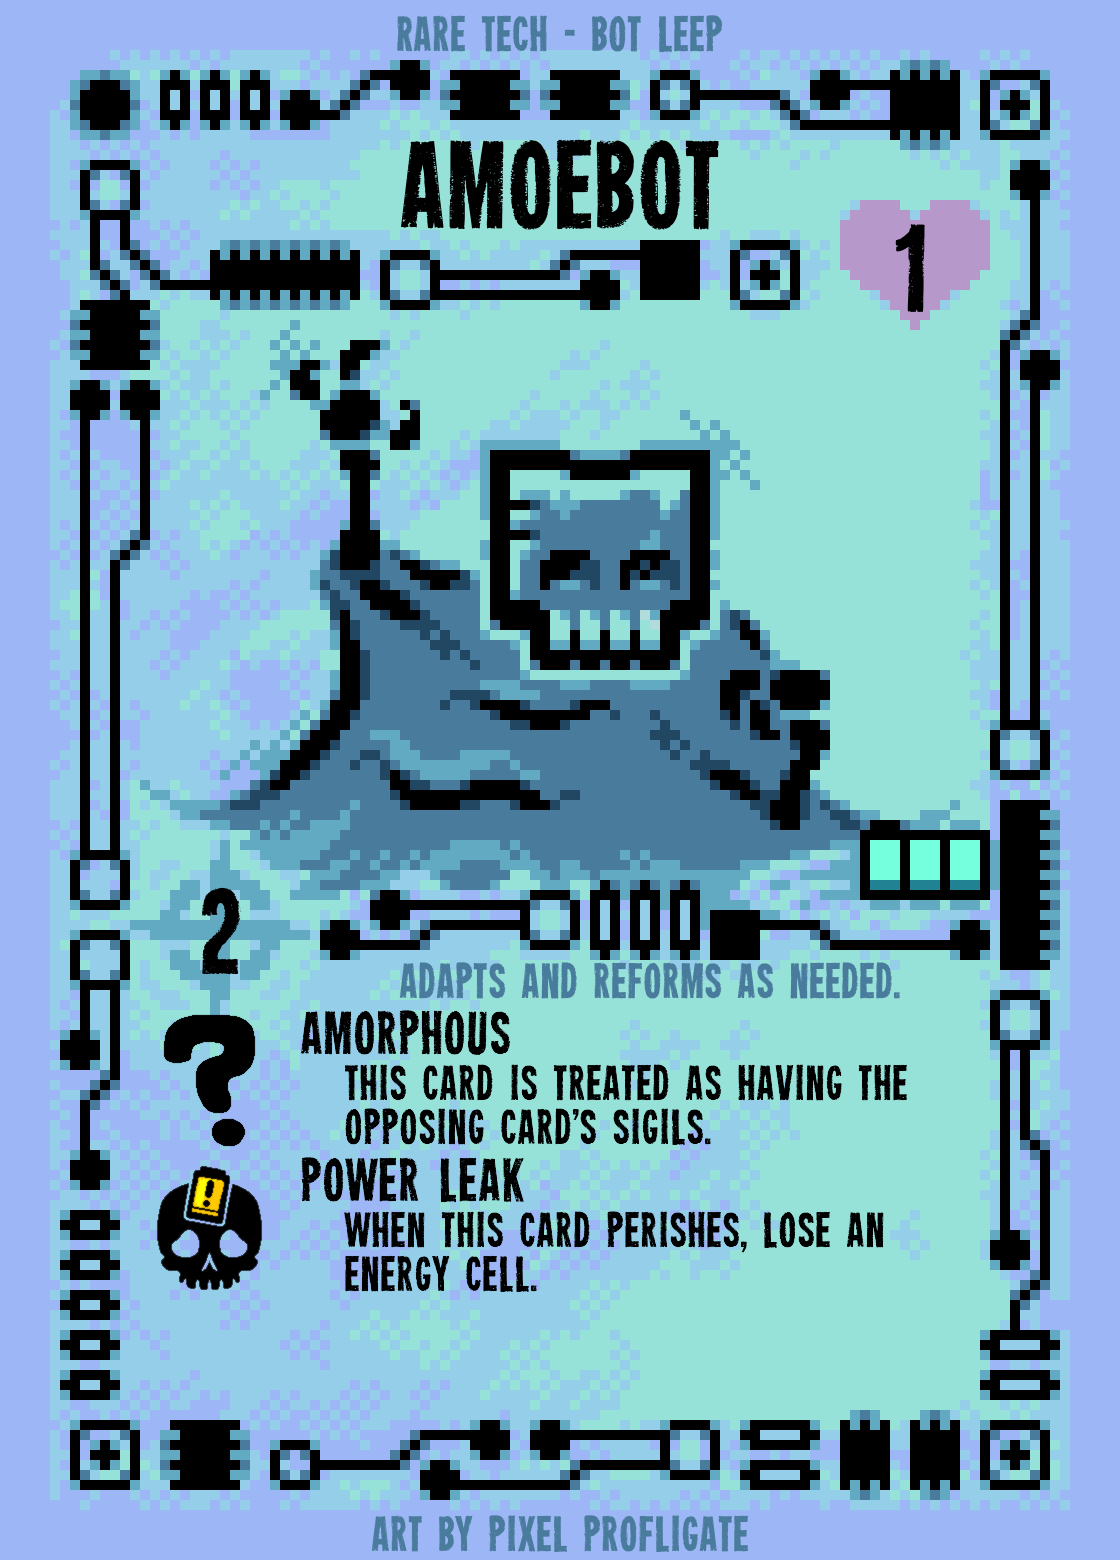 RARE TECH - BOT LEEP
AMOEBOT
1
2
ADAPTS AND REFORMS AS NEEDED.
?
AMORPHOUS
THIS CARD IS TREATED AS HAVING THE
OPPOSING CARD'S SIGILS.
!
POWER LEAK
WHEN THIS CARD PERISHES, LOSE AN
ENERGY CELL.
ART BY PIXEL PROFLIGATE